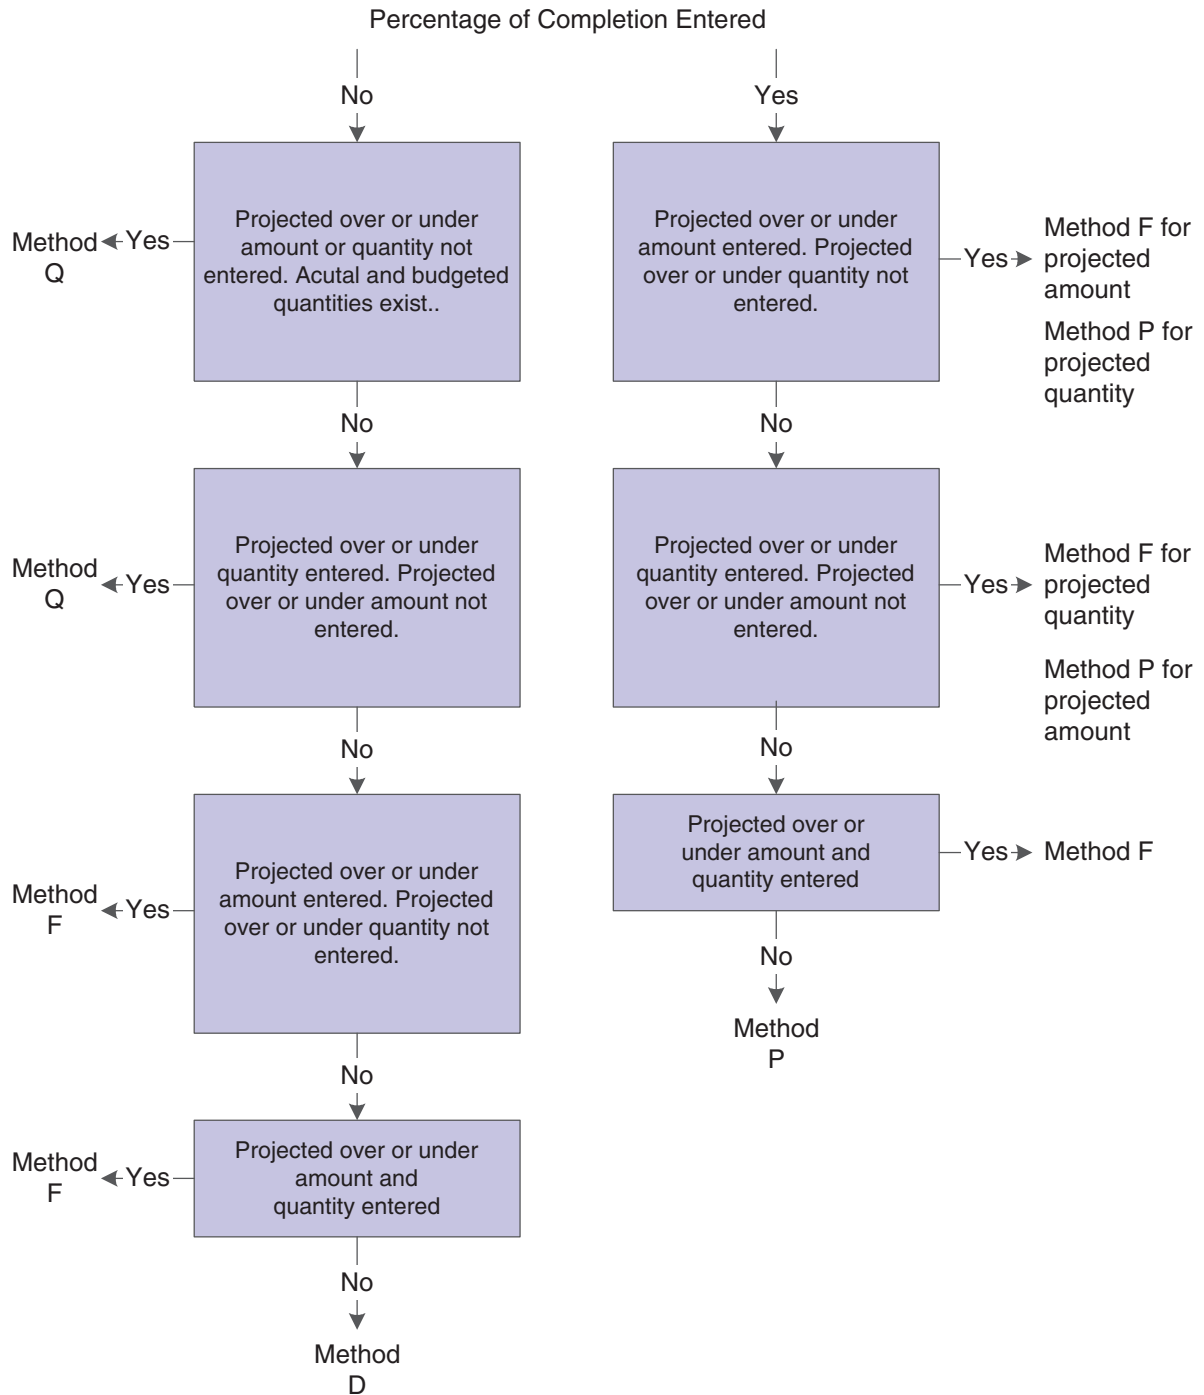 Percentage of Completion Entered
No
Yes
Projected over or under
amount or quantity not
entered. Acutal and budgeted
quantities exist..
Yes
Method
Q
Projected over or under
amount entered. Projected
over or under quantity not
entered.
Yes
Method F for
projected
amount
Method P for
projected
quantity
No
No
Projected over or under
quantity entered. Projected
over or under amount not
entered.
Yes
Method
Q
Projected over or under
quantity entered. Projected
over or under amount not
entered.
Yes
Method F for
projected
quantity
Method P for
projected
amount
No
No
Projected over or under
amount entered. Projected
over or under quantity not
entered.
Yes
Method
F
Projected over or
under amount and
quantity entered
Yes
Method F
No
Method
P
No
Projected over or under
amount and
quantity entered
Yes
Method
F
No
Method
D